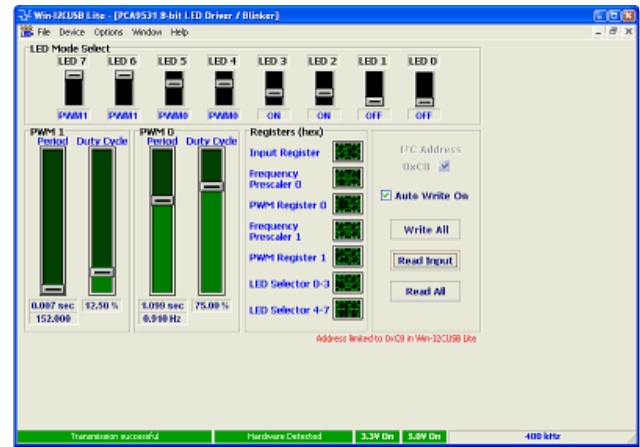 Win-I2CUSB Lite - [PCA9531 8-bit LED Driver / Blinker]
File Device Options Window Help
LED Mode Select
LED 7 LED 6 LED 5 LED 4 LED 3 LED 2 LED 1 LED 0
PWM1 PWM1 PWM0 PWM0 ON ON OFF OFF
PWM 1 PWM 0 Registers (hex)
Period Duty Cycle Period Duty Cycle
Input Register
I²C Address
0xC0
Frequency
Prescaler 0
Auto Write On
PWM Register 0
Frequency
Prescaler 1
Write All
PWM Register 1
Read Input
LED Selector 0-3
Read All
LED Selector 4-7
0.007 sec 12.50 % 1.099 sec 75.00 %
152.000 0.910 Hz
Address limited to 0xC0 in Win-I2CUSB Lite
Transmission successful Hardware Detected 3.3V On 5.0V On 400 kHz